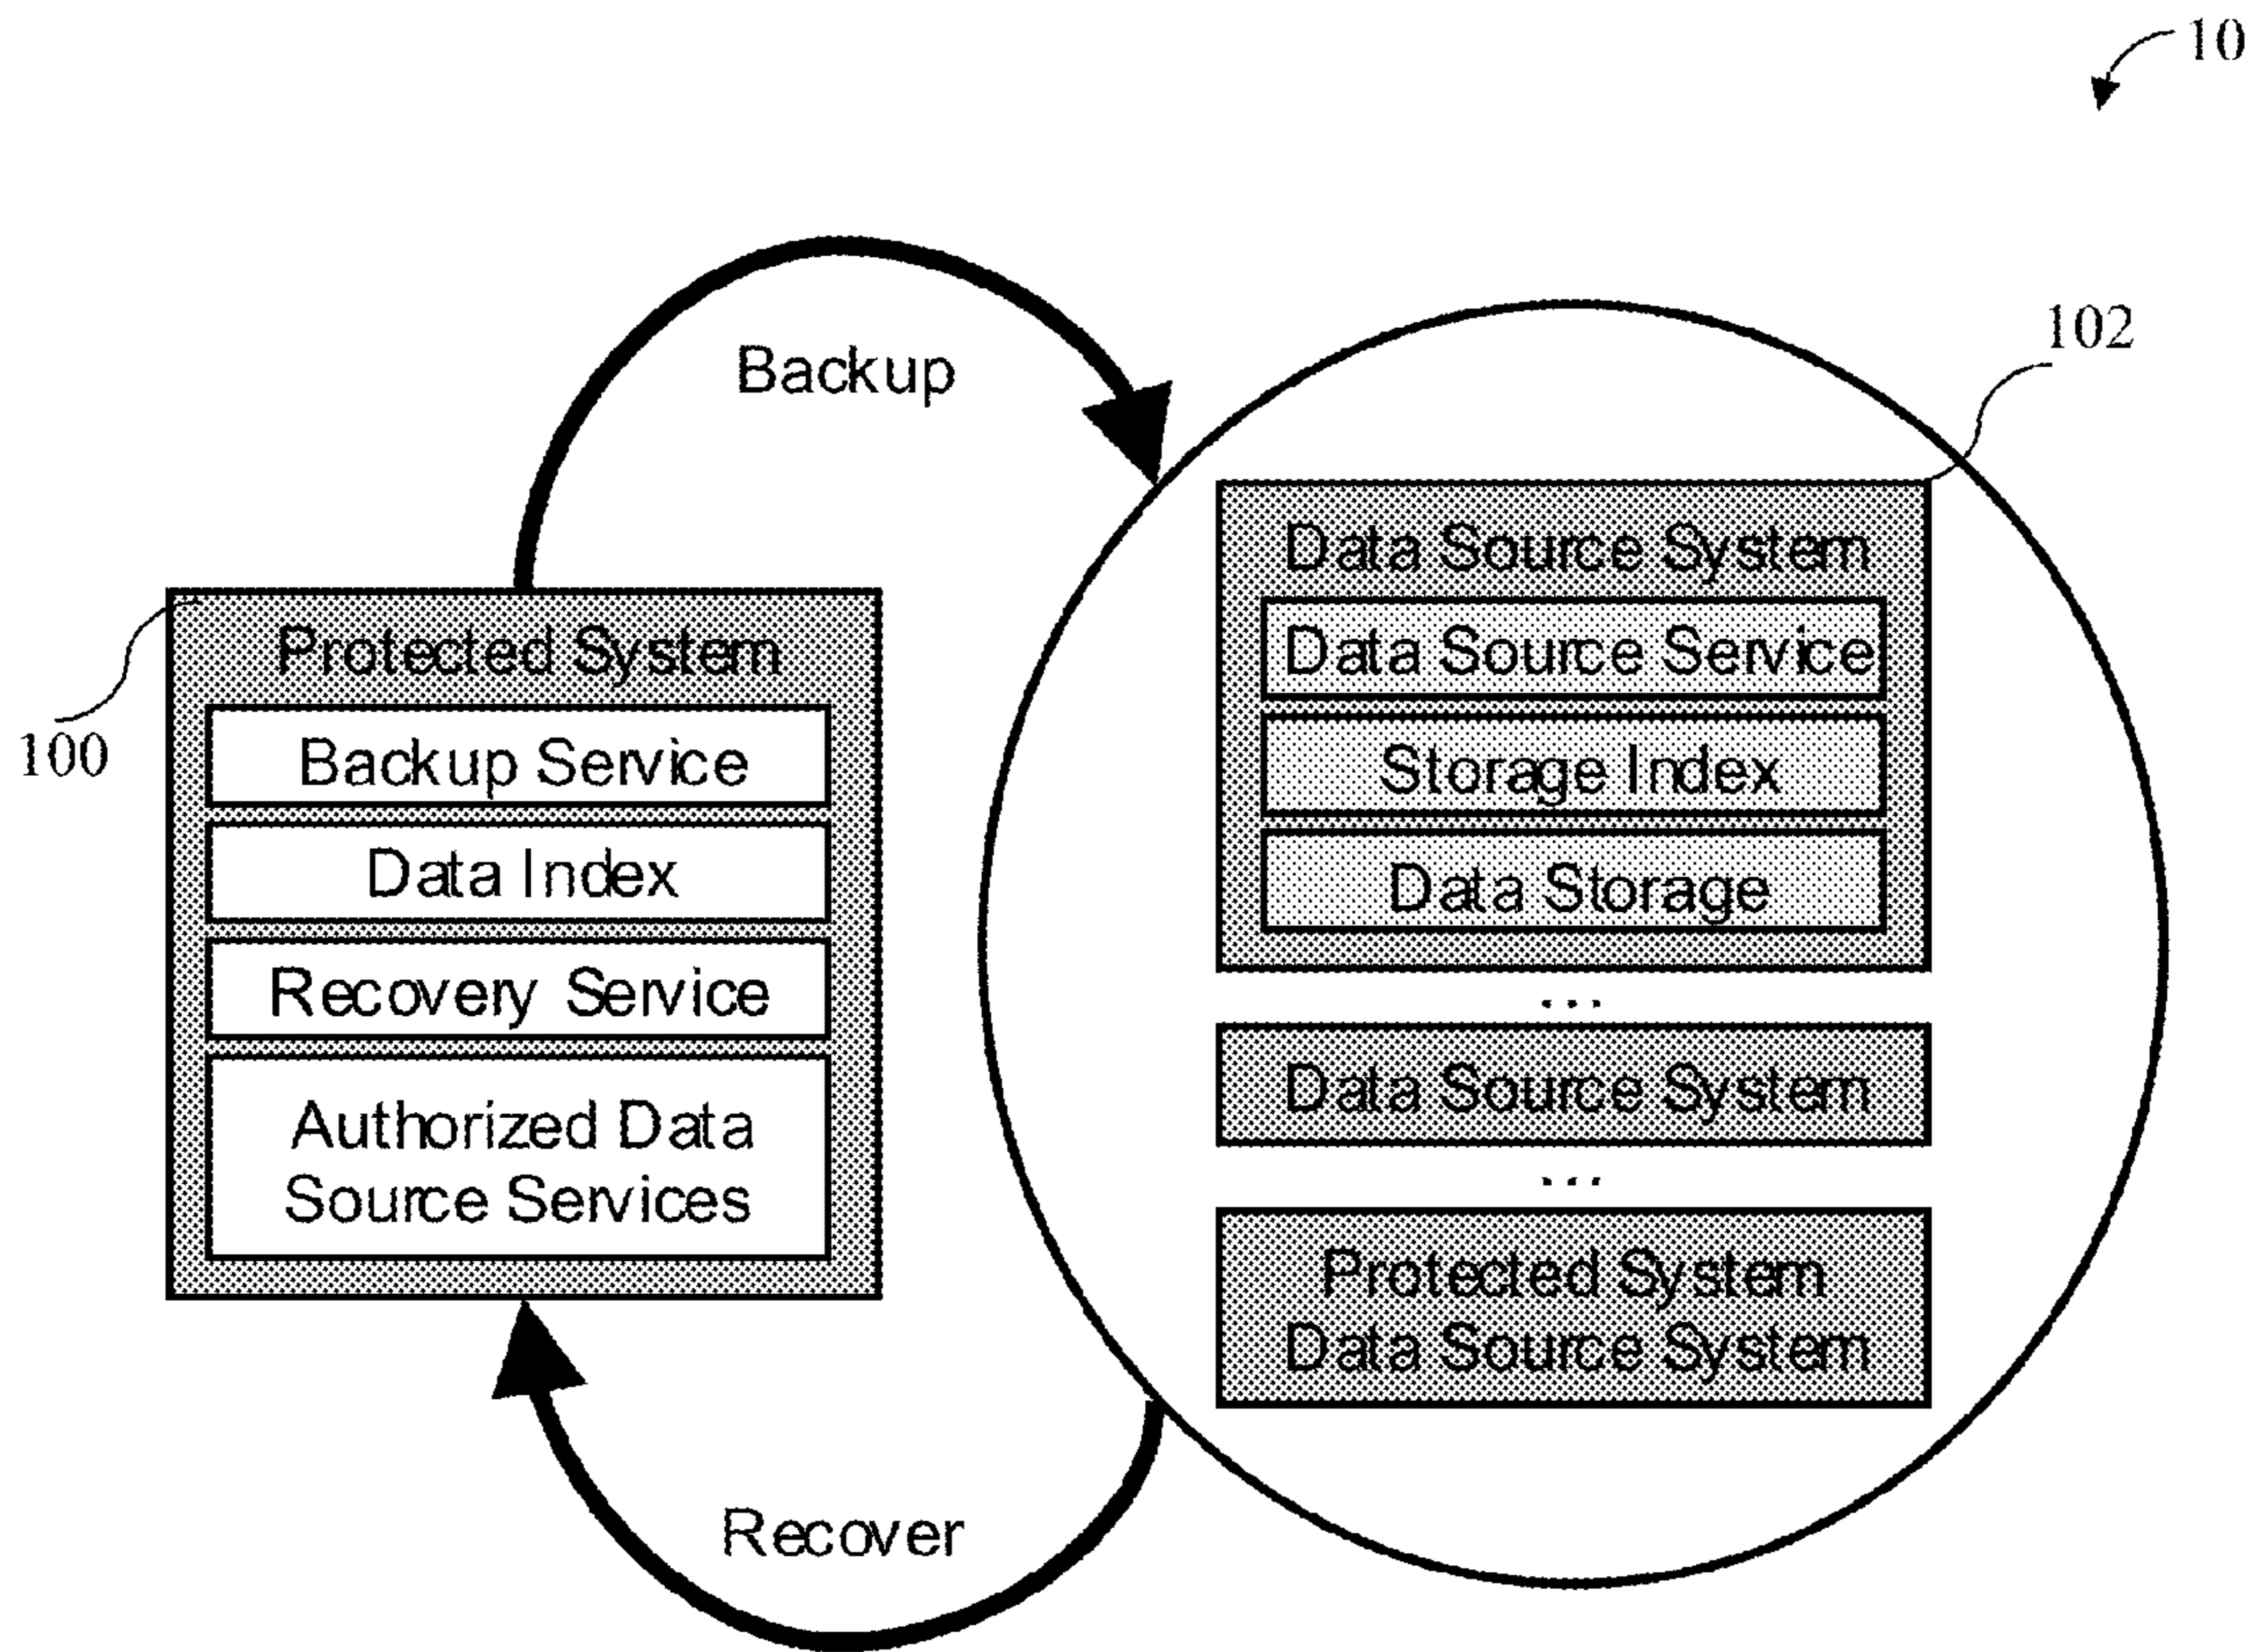 10
102
Backup
Data Source System
Data Source Service
Storage Index
Data Storage
...
Data Source System
...
Protected System
Data Source System
100
Protected System
Backup Service
Data Index
Recovery Service
Authorized Data
Source Services
Recover